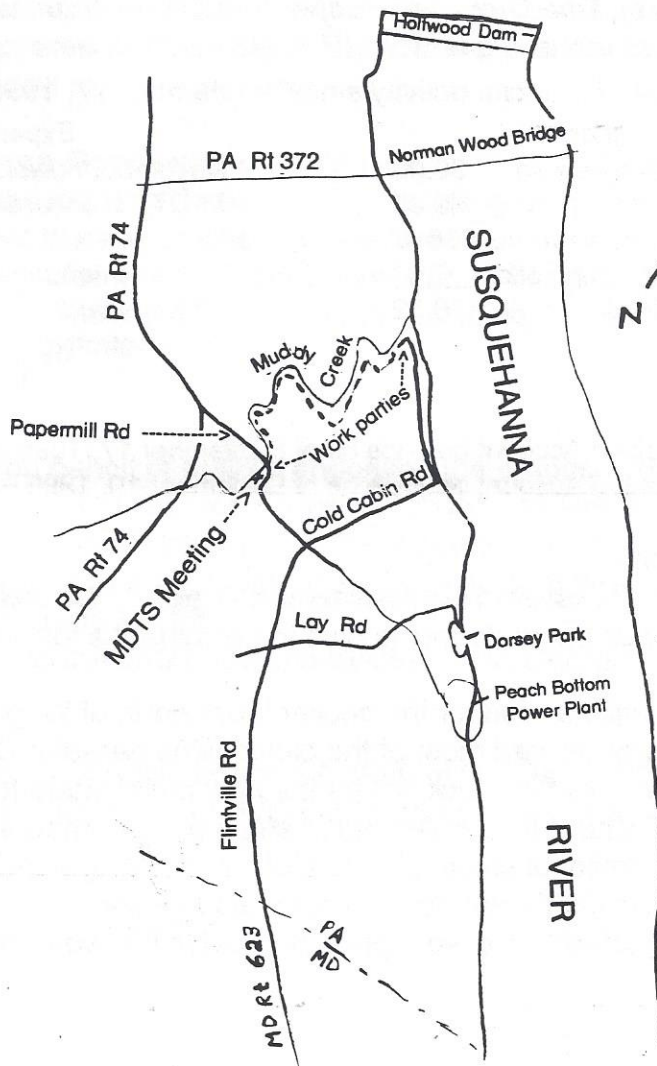 Holtwood Dam
Norman Wood Bridge
PA Rt 372
PA Rt 74
SUSQUEHANNA
N
Muddy
Creek
Papermill Rd
Work parties
Cold Cabin Rd
PA Rt 74
MDTS Meeting
Lay Rd
Dorsey Park
Peach Bottom
Power Plant
Flintville Rd
RIVER
PA
MD
MD Rt 623